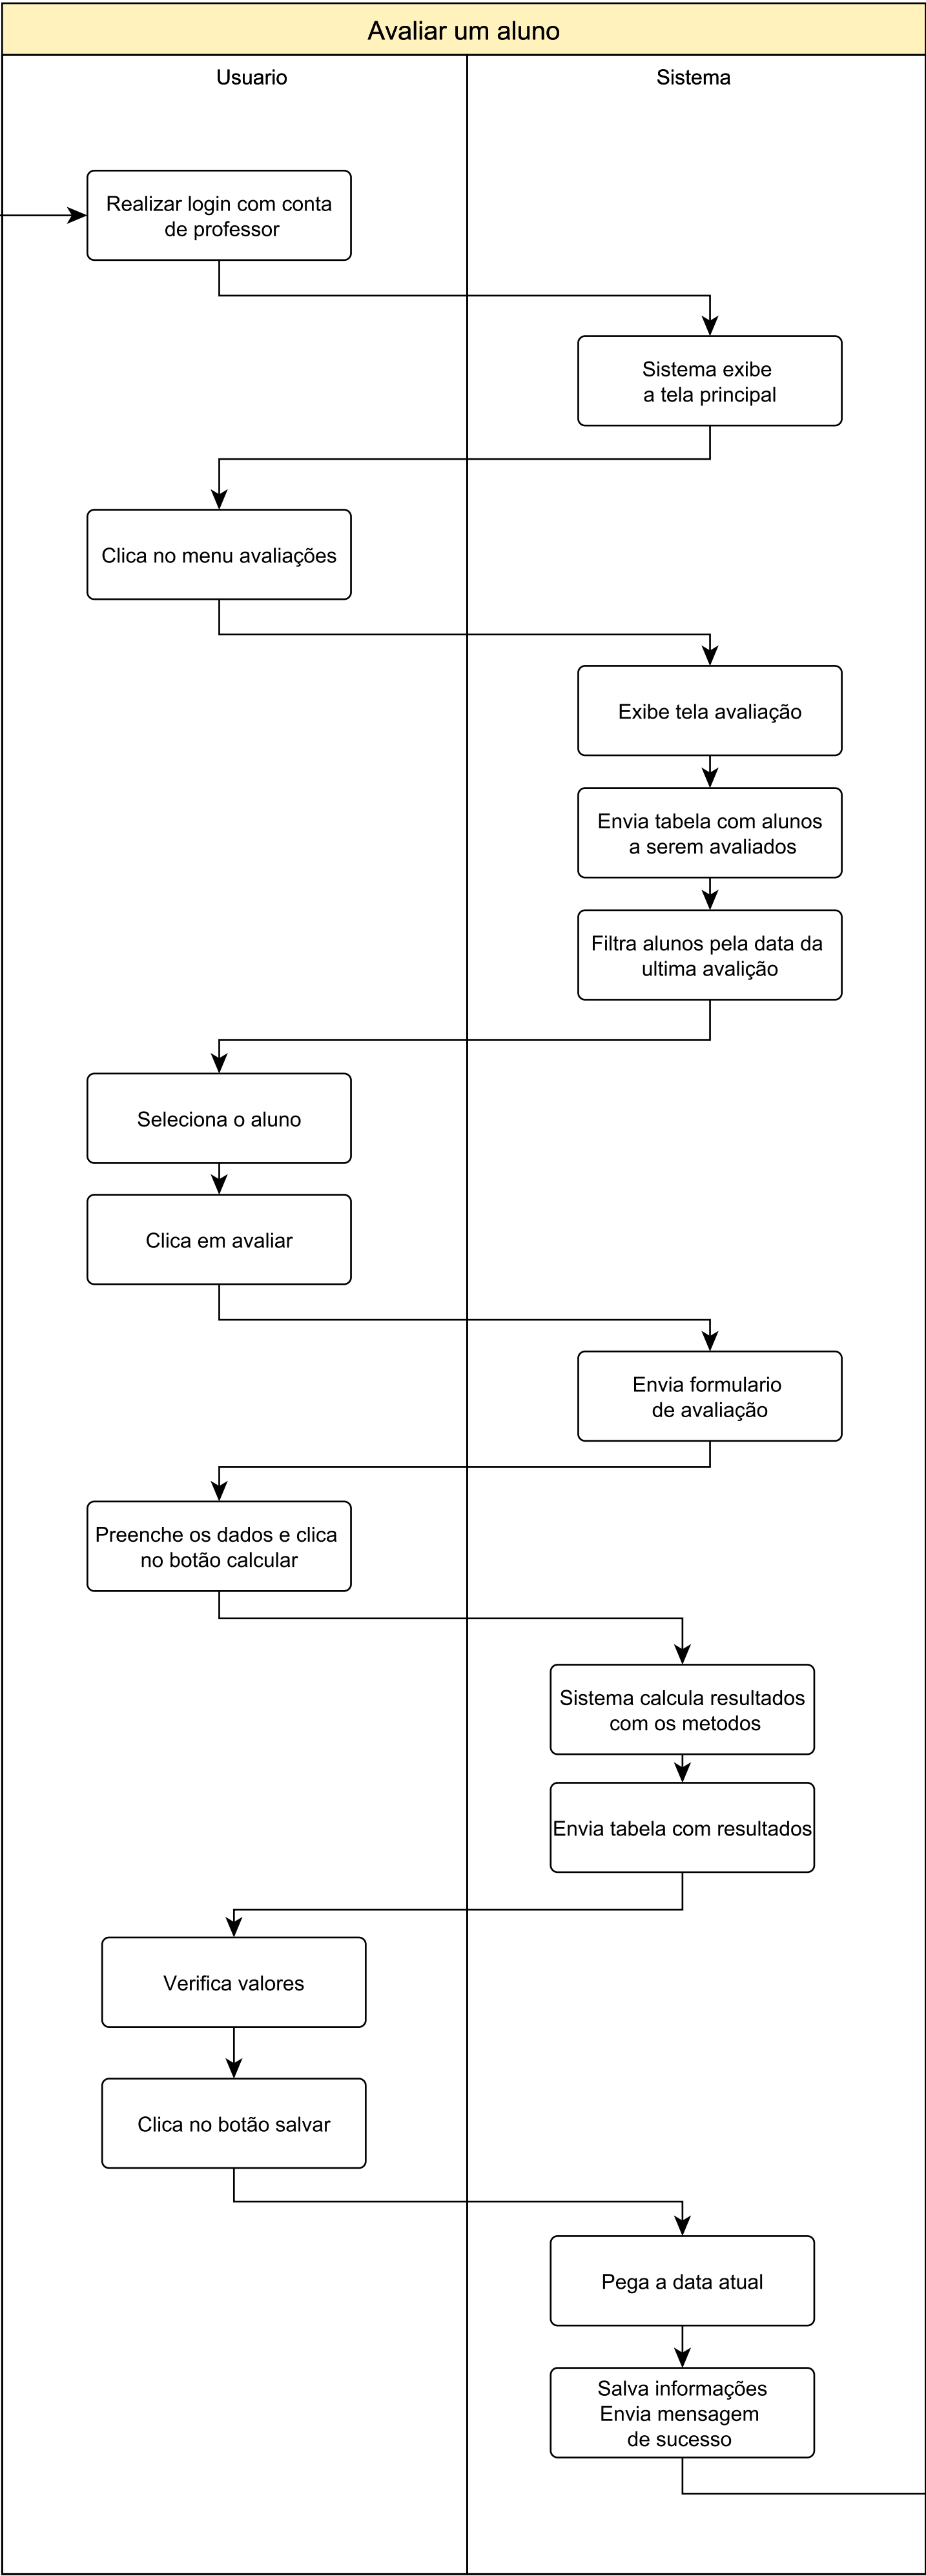 Avaliar um aluno
Usuario
Sistema
Realizar login com conta
de professor
Sistema exibe
a tela principal
Clica no menu avaliações
Exibe tela avaliação
Envia tabela com alunos
a serem avaliados
Filtra alunos pela data da
ultima avalição
Seleciona o aluno
Clica em avaliar
Envia formulario
de avaliação
Preenche os dados e clica
no botão calcular
Sistema calcula resultados
com os metodos
Envia tabela com resultados
Verifica valores
Clica no botão salvar
Pega a data atual
Salva informações
Envia mensagem
de sucesso